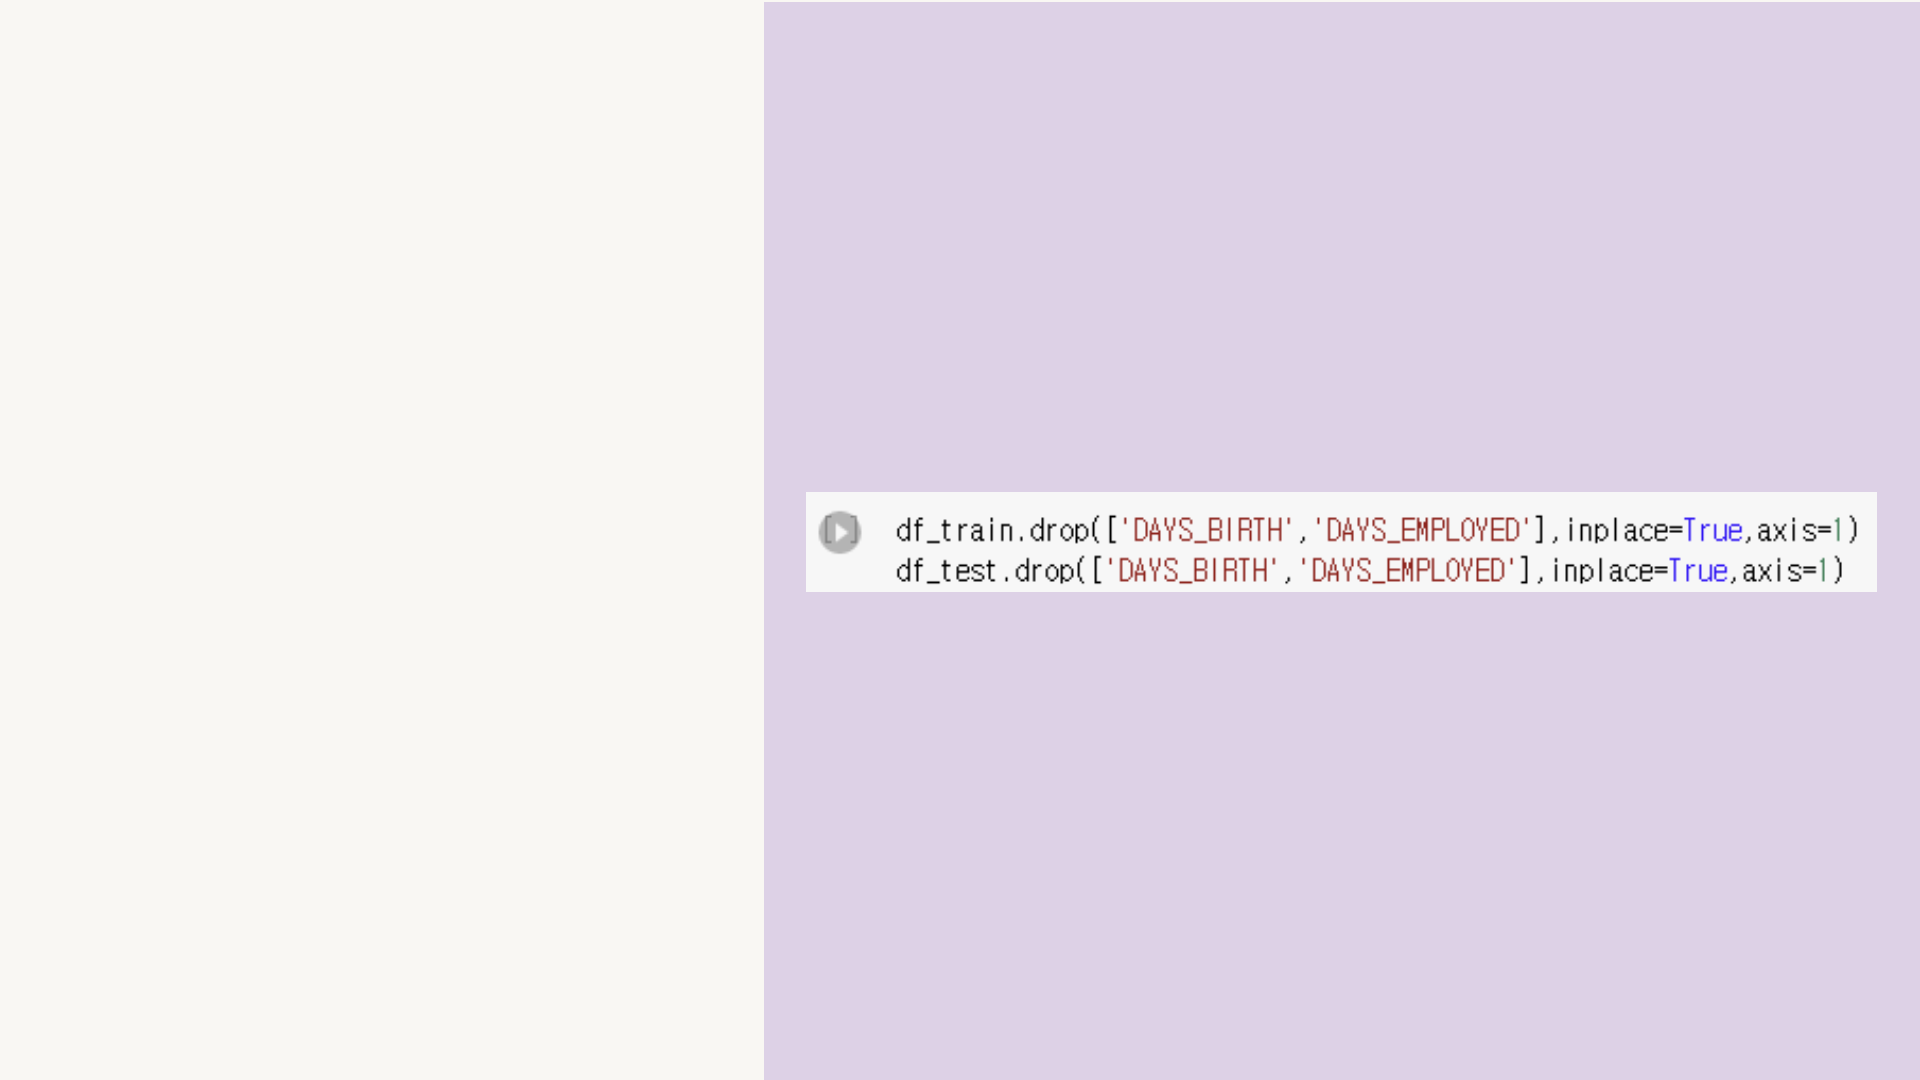 [ ] df_train.drop(['DAYS_BIRTH','DAYS_EMPLOYED'],inplace=True,axis=1)
df_test.drop(['DAYS_BIRTH','DAYS_EMPLOYED'],inplace=True,axis=1)